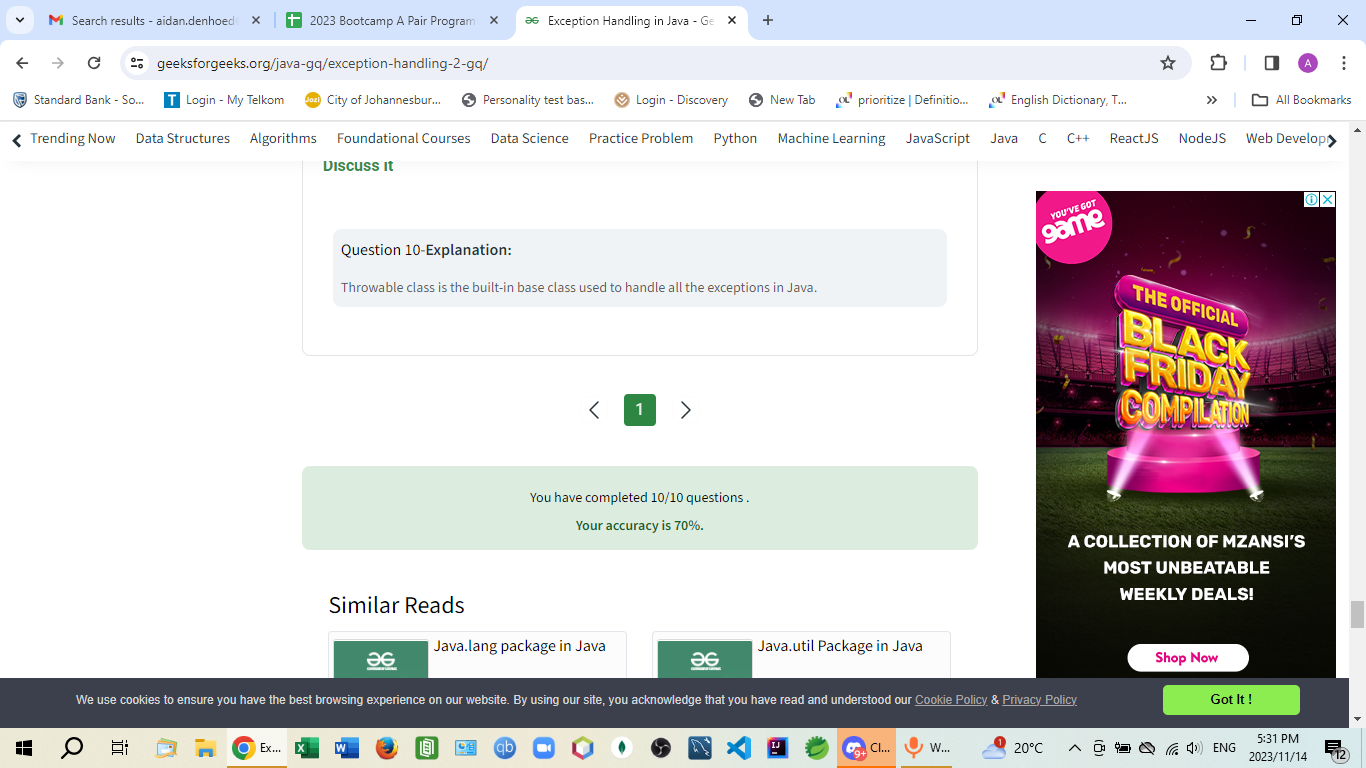 Search results - aidan.denhoed
2023 Bootcamp A Pair Program
Exception Handling in Java - Ge
geeksforgeeks.org/java-gq/exception-handling-2-gq/
A
Standard Bank - So...
Login - My Telkom
City of Johannesbur...
Personality test bas...
Login - Discovery
New Tab
prioritize | Definitio...
English Dictionary, T...
All Bookmarks
Trending Now
Data Structures
Algorithms
Foundational Courses
Data Science
Practice Problem
Python
Machine Learning
JavaScript
Java
C
C++
ReactJS
NodeJS
Web Develop
Discuss it
Question 10-Explanation:
Throwable class is the built-in base class used to handle all the exceptions in Java.
1
You have completed 10/10 questions .
Your accuracy is 70%.
Similar Reads
Java.lang package in Java
Java.util Package in Java
YOU'VE GOT
game
THE OFFICIAL
BLACK
FRIDAY
COMPILATION
A COLLECTION OF MZANSI'S
MOST UNBEATABLE
WEEKLY DEALS!
Shop Now
We use cookies to ensure you have the best browsing experience on our website. By using our site, you acknowledge that you have read and understood our Cookie Policy & Privacy Policy
Got It !
Ex...
Cl...
W...
20°C
ENG
5:31 PM
2023/11/14
12